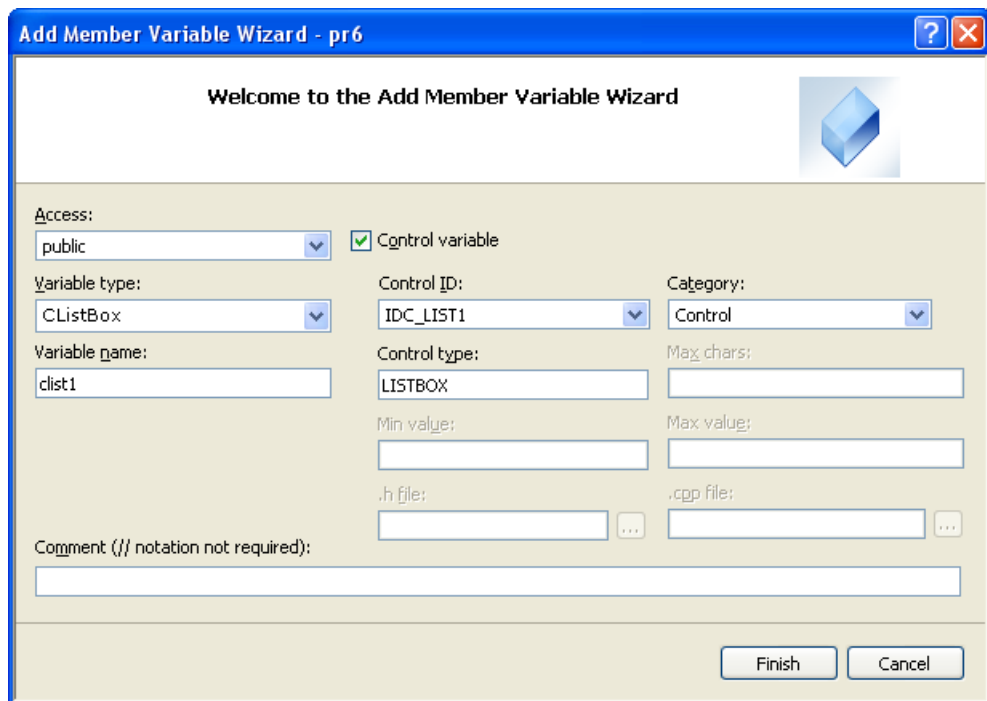 Add Member Variable Wizard - pr6
Welcome to the Add Member Variable Wizard
Access:
public
Control variable
Variable type:
CListBox
Control ID:
IDC_LIST1
Category:
Control
Variable name:
clist1
Control type:
LISTBOX
Max chars:
Min value:
Max value:
.h file:
...
.cpp file:
...
Comment (// notation not required):
Finish
Cancel